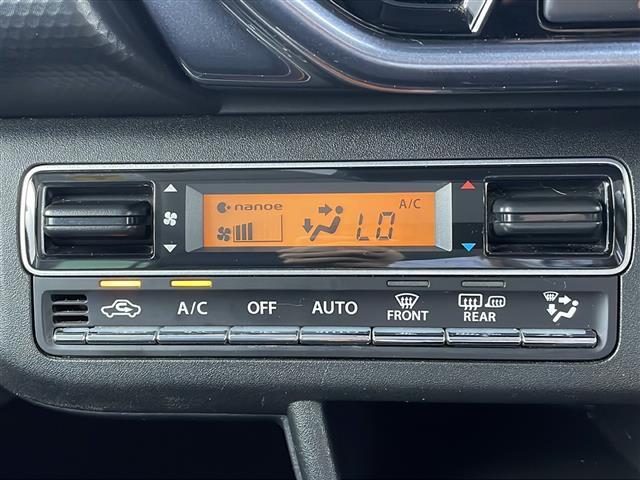 nanoe
A/C
LO
A/C
OFF
AUTO
FRONT
REAR